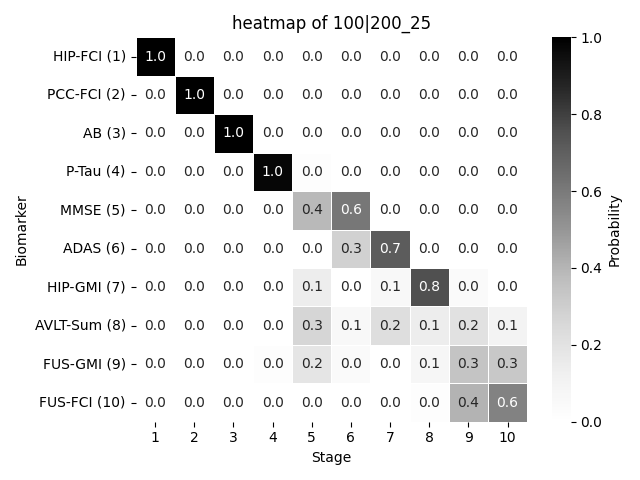 heatmap of 100|200_25
HIP-FCI (1) 1.0 0.0 0.0 0.0 0.0 0.0 0.0 0.0 0.0 0.0
PCC-FCI (2) 0.0 1.0 0.0 0.0 0.0 0.0 0.0 0.0 0.0 0.0
AB (3) 0.0 0.0 1.0 0.0 0.0 0.0 0.0 0.0 0.0 0.0
P-Tau (4) 0.0 0.0 0.0 1.0 0.0 0.0 0.0 0.0 0.0 0.0
MMSE (5) 0.0 0.0 0.0 0.0 0.4 0.6 0.0 0.0 0.0 0.0
ADAS (6) 0.0 0.0 0.0 0.0 0.0 0.3 0.7 0.0 0.0 0.0
HIP-GMI (7) 0.0 0.0 0.0 0.0 0.1 0.0 0.1 0.8 0.0 0.0
AVLT-Sum (8) 0.0 0.0 0.0 0.0 0.3 0.1 0.2 0.1 0.2 0.1
FUS-GMI (9) 0.0 0.0 0.0 0.0 0.2 0.0 0.0 0.1 0.3 0.3
FUS-FCI (10) 0.0 0.0 0.0 0.0 0.0 0.0 0.0 0.0 0.4 0.6
1 2 3 4 5 6 7 8 9 10
Stage
Biomarker
1.0
0.8
0.6
0.4
0.2
0.0
Probability